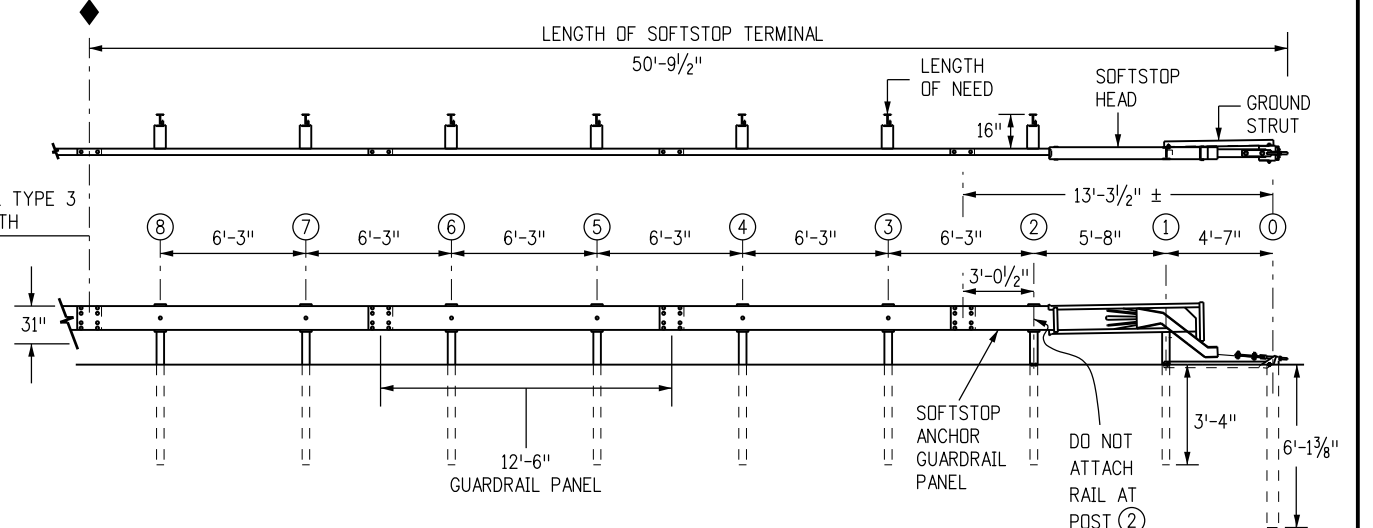 LENGTH OF SOFTSTOP TERMINAL
50'-9½"
LENGTH
OF NEED
SOFTSTOP
HEAD
GROUND
STRUT
16"
TYPE 3
TH
13'-3½" ±
8
7
6
5
4
3
2
1
0
6'-3"
6'-3"
6'-3"
6'-3"
6'-3"
6'-3"
5'-8"
4'-7"
3'-0½"
31"
12'-6"
GUARDRAIL PANEL
SOFTSTOP
ANCHOR
GUARDRAIL
PANEL
DO NOT
ATTACH
RAIL AT
POST 2
3'-4"
6'-1⅜"